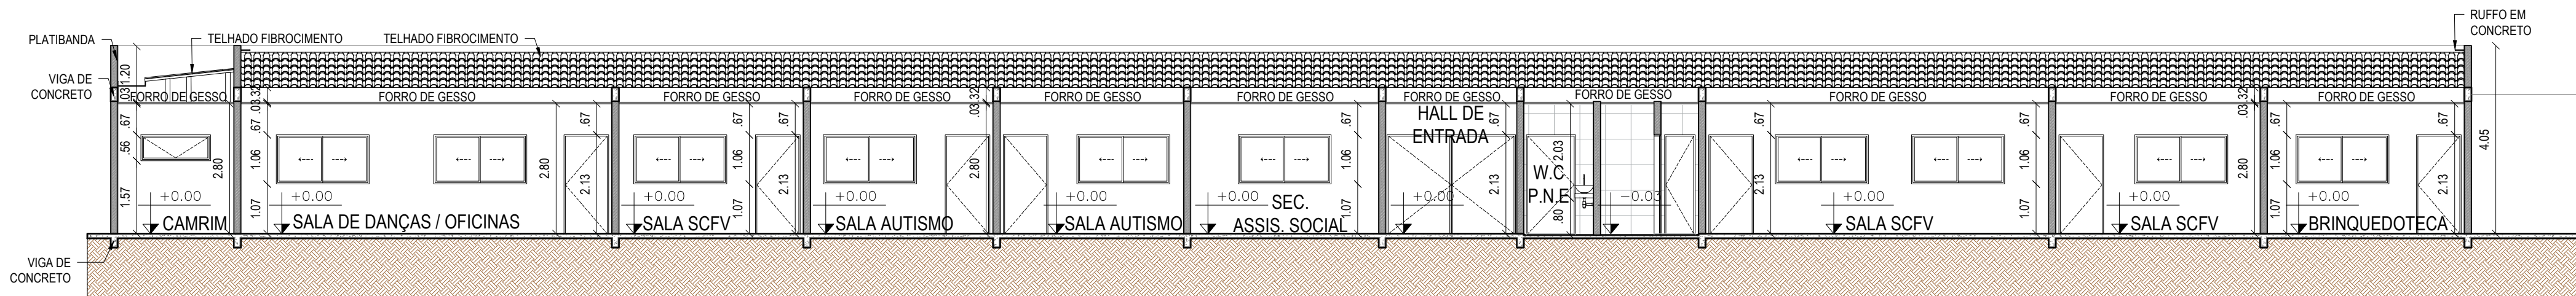 RUFFO EM
CONCRETO
PLATIBANDA
TELHADO FIBROCIMENTO
TELHADO FIBROCIMENTO
1.20
VIGA DE
CONCRETO
.03
FORRO DE GESSO
.32
.03
FORRO DE GESSO
FORRO DE GESSO
FORRO DE GESSO
.32
.03
FORRO DE GESSO
FORRO DE GESSO
FORRO DE GESSO
FORRO DE GESSO
FORRO DE GESSO
FORRO DE GESSO
.32
.03
FORRO DE GESSO
HALL DE
ENTRADA
.67
.67
.67
.67
.67
.67
.67
.67
.67
.67
.67
.67
.56
2.80
1.06
2.80
1.06
2.80
1.06
2.03
1.06
1.06
2.80
1.06
4.05
1.57
1.07
2.13
1.07
2.13
1.07
2.13
.80
2.13
1.07
1.07
2.13
W.C
P.N.E
+0.00
+0.00
+0.00
+0.00
+0.00
+0.00
+0.00
-0.03
+0.00
+0.00
+0.00
CAMRIM
SALA DE DANÇAS / OFICINAS
SALA SCFV
SALA AUTISMO
SALA AUTISMO
SEC.
ASSIS. SOCIAL
SALA SCFV
SALA SCFV
BRINQUEDOTECA
VIGA DE
CONCRETO